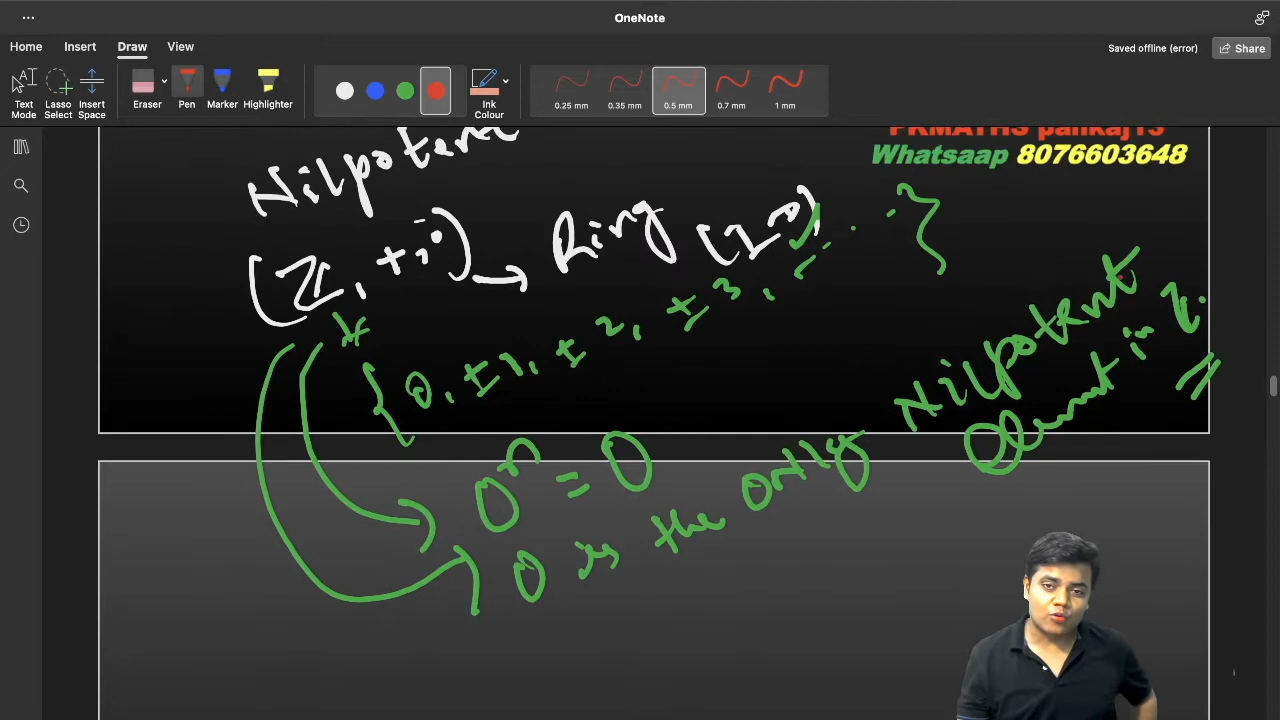 OneNote
Home Insert Draw View
Saved offline (error)
Share
Text Mode
Lasso Select
Insert Space
Eraser
Pen
Marker
Highlighter
Ink Colour
0.25 mm
0.35 mm
0.5 mm
0.7 mm
1 mm
PKMATHS pankaj13
Whatsaap 8076603648
Nilpotent
(ℤ, +, ·) → Ring (I∞)
{0, ±1, ±2, ±3, . . . . }
0ⁿ = 0
0 is the only Nilpotent
Element in ℤ.